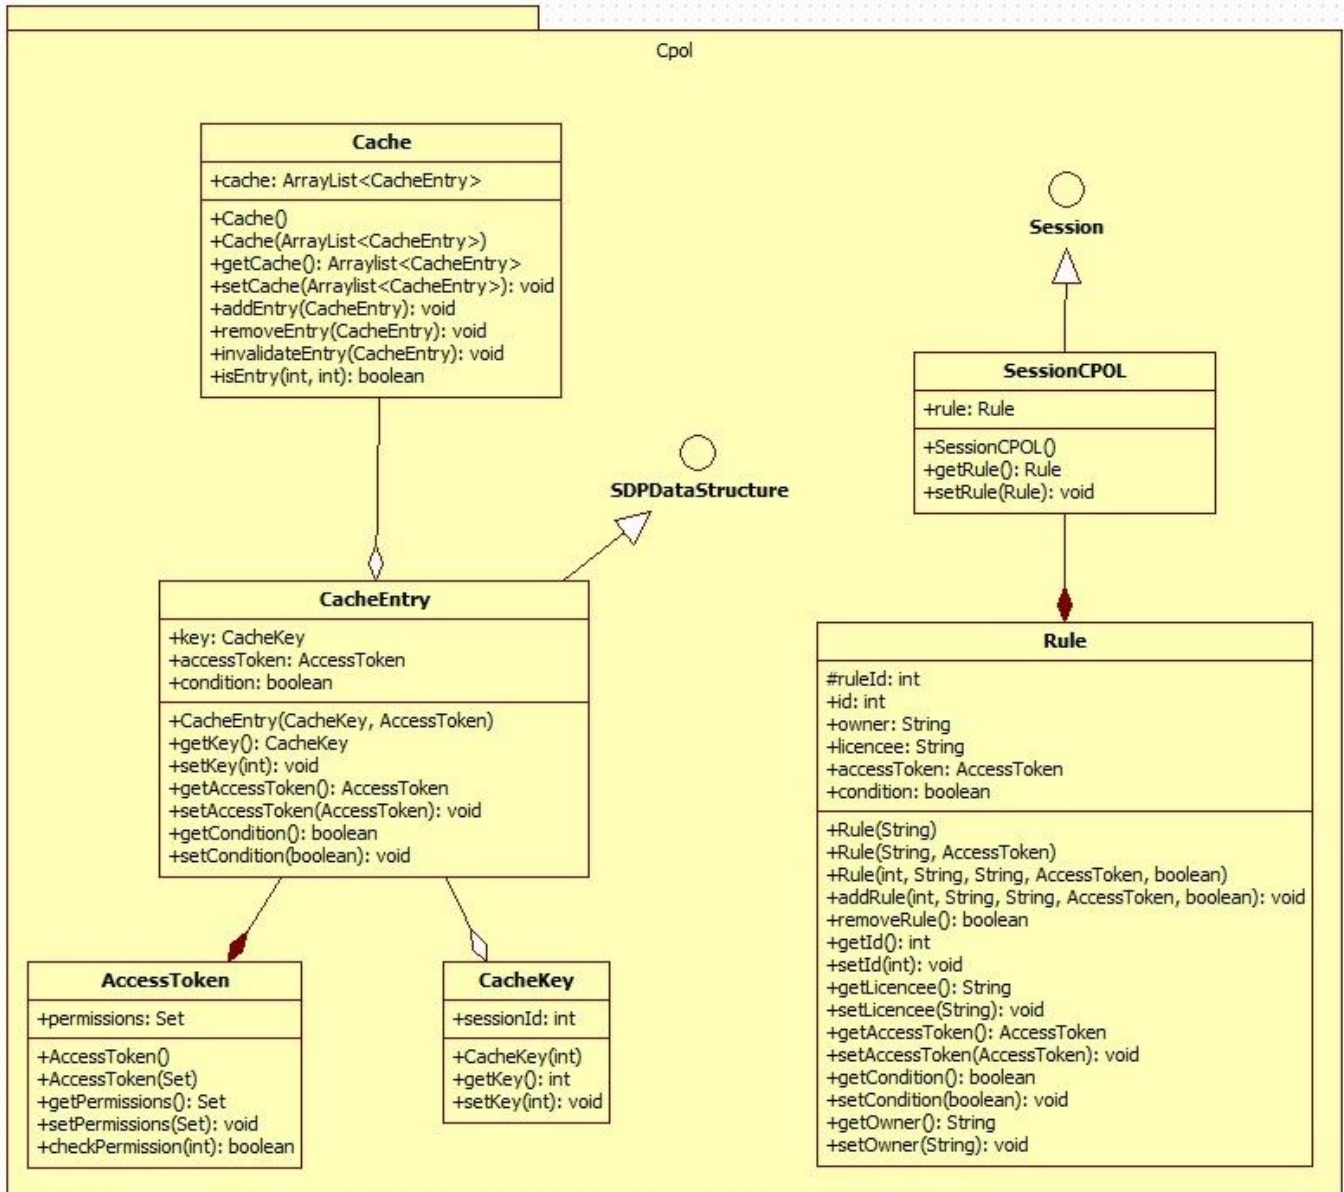 Cpol
Cache
+cache: ArrayList<CacheEntry>
+Cache()
+Cache(ArrayList<CacheEntry>)
+getCache(): Arraylist<CacheEntry>
+setCache(Arraylist<CacheEntry>): void
+addEntry(CacheEntry): void
+removeEntry(CacheEntry): void
+invalidateEntry(CacheEntry): void
+isEntry(int, int): boolean
Session
SessionCPOL
+rule: Rule
+SessionCPOL()
+getRule(): Rule
+setRule(Rule): void
SDPDataStructure
CacheEntry
+key: CacheKey
+accessToken: AccessToken
+condition: boolean
+CacheEntry(CacheKey, AccessToken)
+getKey(): CacheKey
+setKey(int): void
+getAccessToken(): AccessToken
+setAccessToken(AccessToken): void
+getCondition(): boolean
+setCondition(boolean): void
Rule
#ruleId: int
+id: int
+owner: String
+licencee: String
+accessToken: AccessToken
+condition: boolean
+Rule(String)
+Rule(String, AccessToken)
+Rule(int, String, String, AccessToken, boolean)
+addRule(int, String, String, AccessToken, boolean): void
+removeRule(): boolean
+getId(): int
+setId(int): void
+getLicencee(): String
+setLicencee(String): void
+getAccessToken(): AccessToken
+setAccessToken(AccessToken): void
+getCondition(): boolean
+setCondition(boolean): void
+getOwner(): String
+setOwner(String): void
AccessToken
+permissions: Set
+AccessToken()
+AccessToken(Set)
+getPermissions(): Set
+setPermissions(Set): void
+checkPermission(int): boolean
CacheKey
+sessionId: int
+CacheKey(int)
+getKey(): int
+setKey(int): void